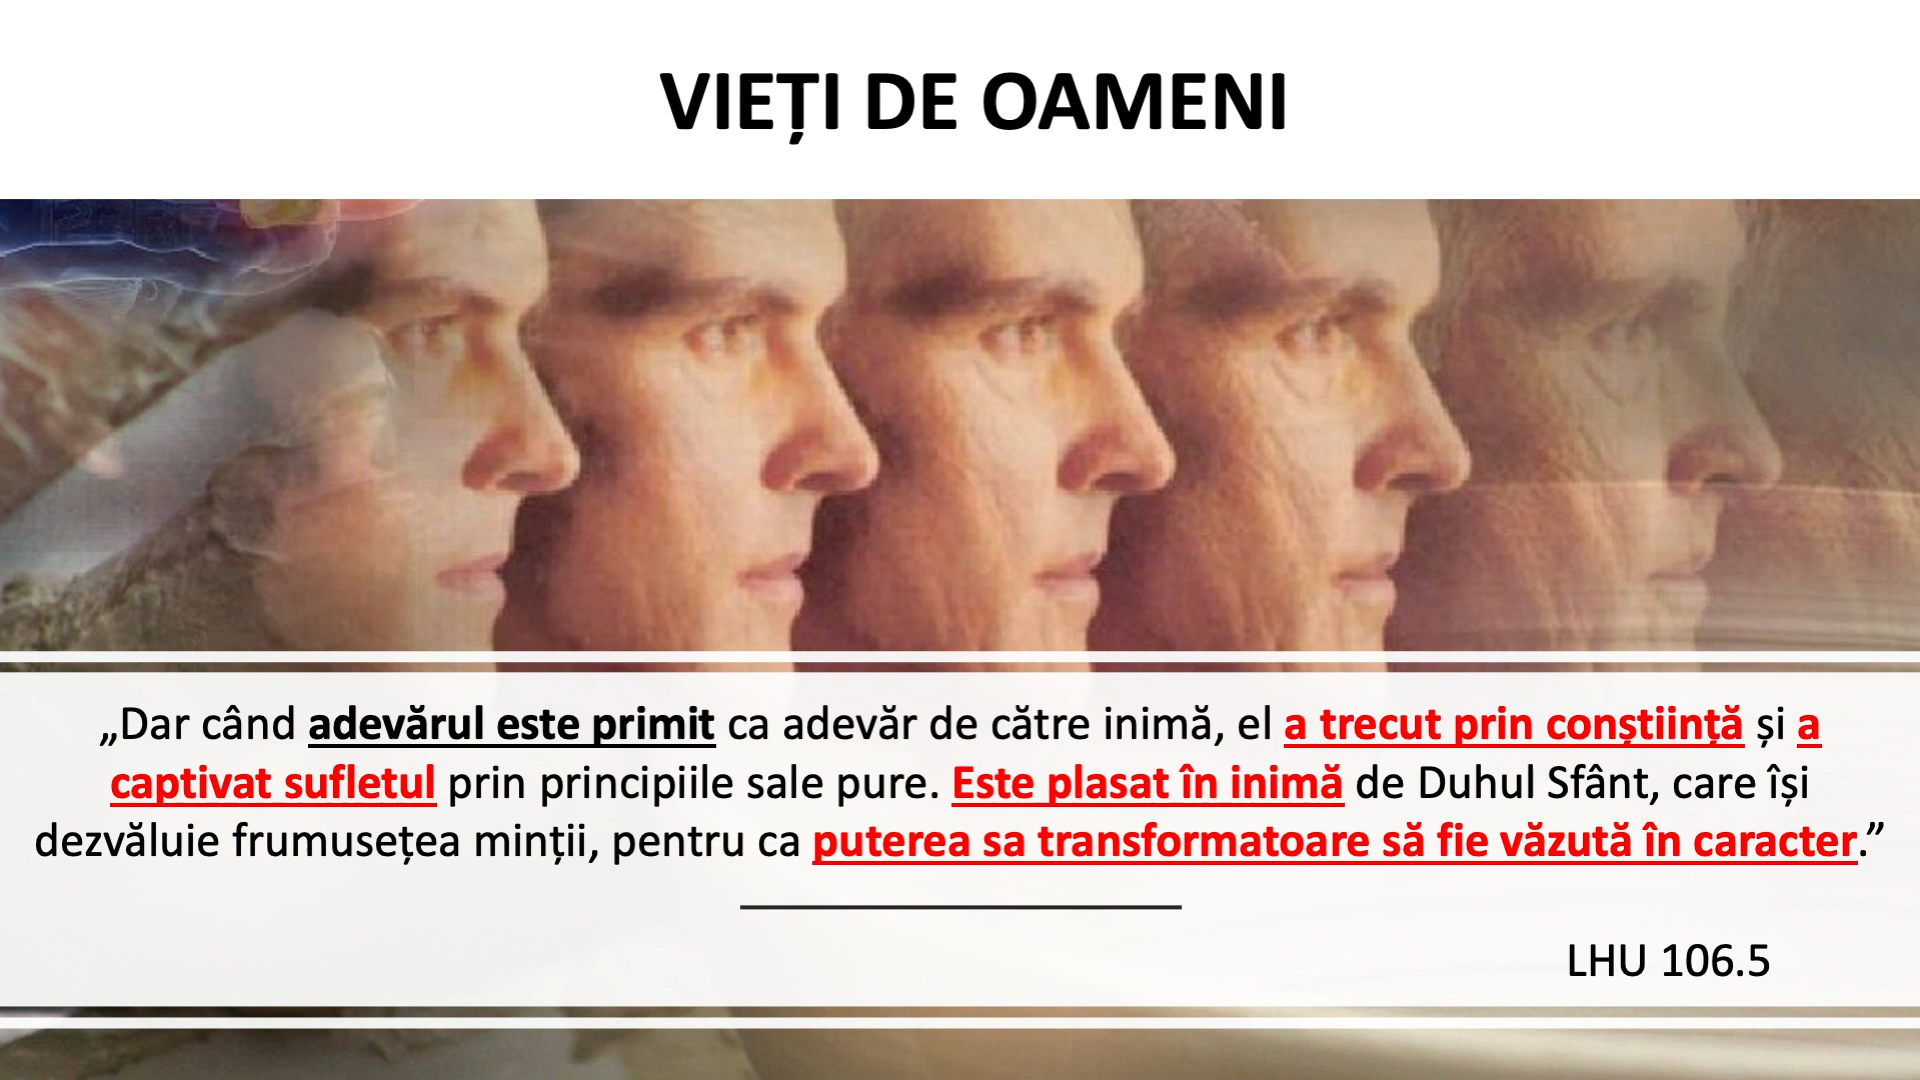 VIEȚI DE OAMENI
„Dar când adevărul este primit ca adevăr de către inimă, el a trecut prin conștiință și a
captivat sufletul prin principiile sale pure. Este plasat în inimă de Duhul Sfânt, care își
dezvăluie frumusețea minții, pentru ca puterea sa transformatoare să fie văzută în caracter.”
LHU 106.5